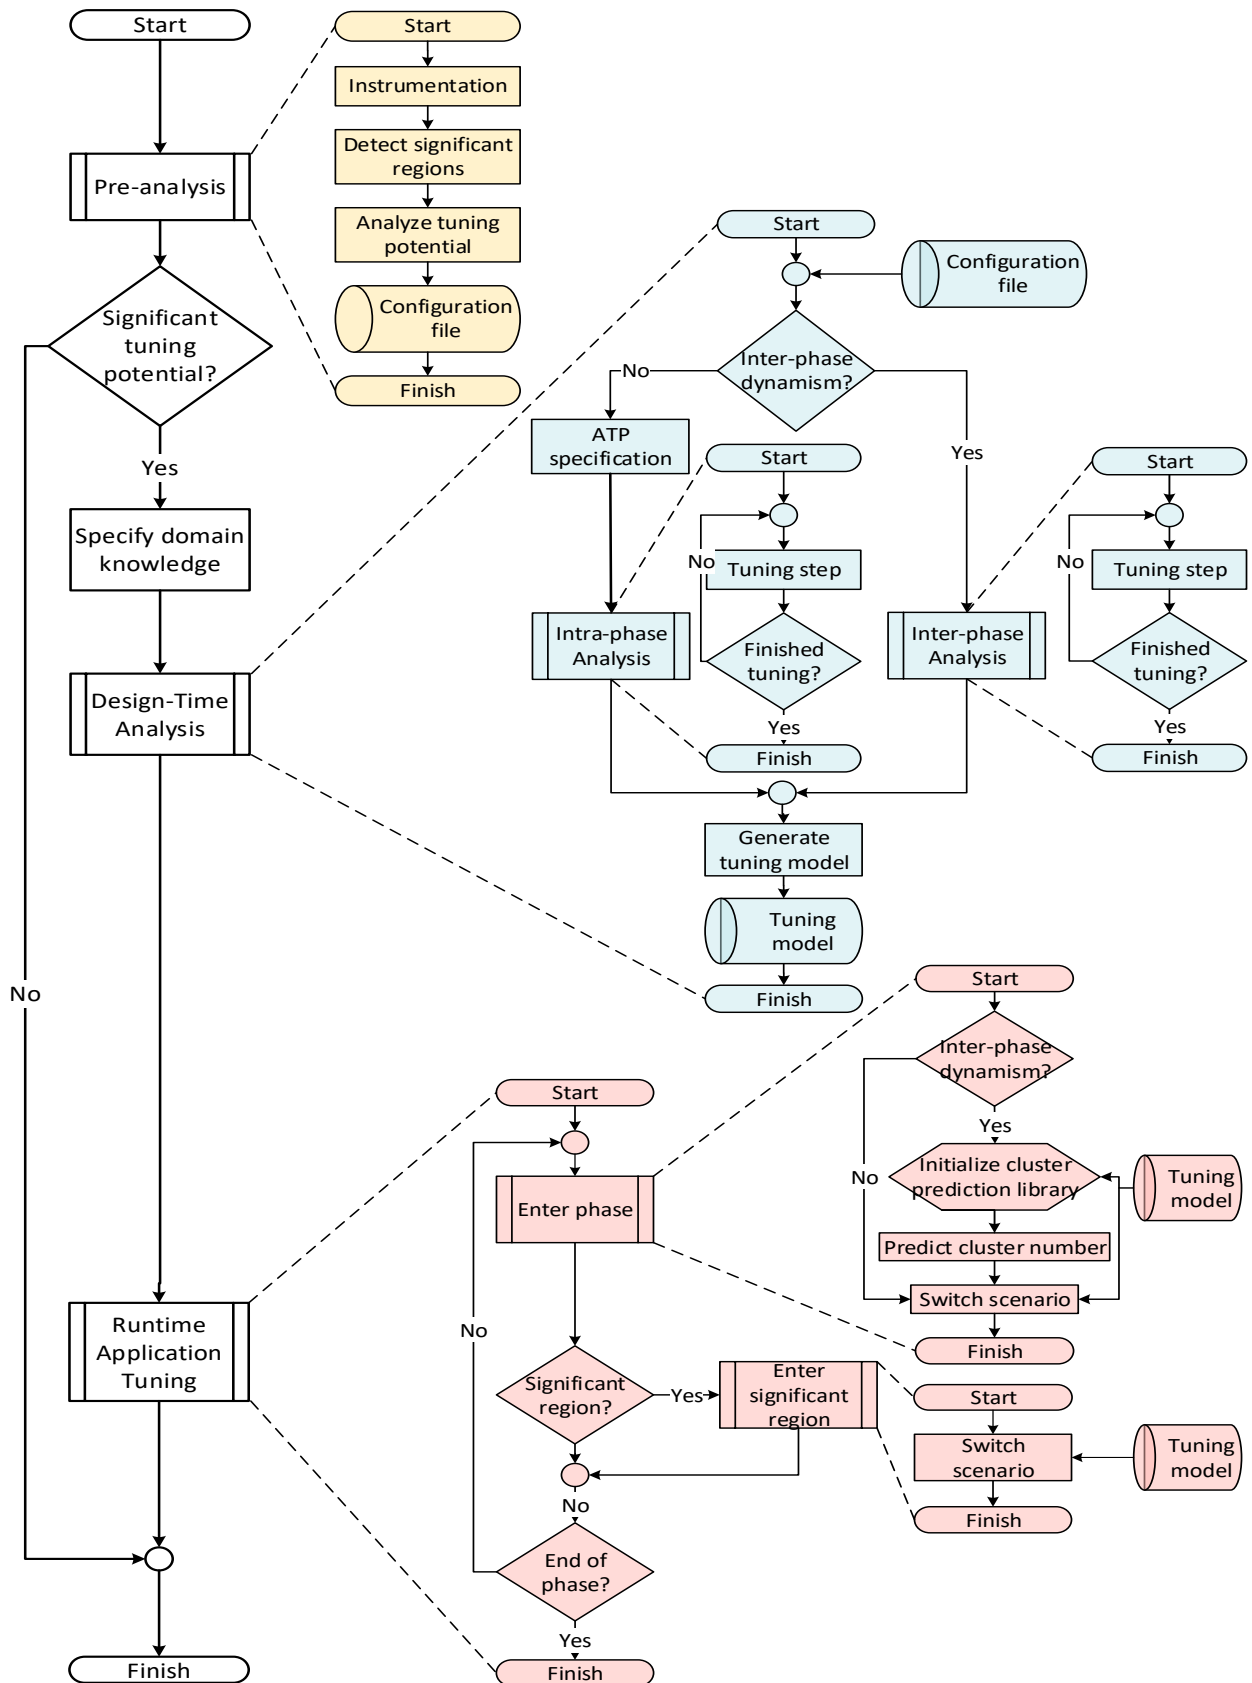 Start
Pre-analysis
Significant
tuning
potential?
Yes
No
Specify domain
knowledge
Design-Time
Analysis
Runtime
Application
Tuning
Finish
Start
Instrumentation
Detect significant
regions
Analyze tuning
potential
Configuration
file
Finish
Start
Configuration
file
Inter-phase
dynamism?
No
Yes
ATP
specification
Intra-phase
Analysis
Start
No
Tuning step
Finished
tuning?
Yes
Finish
Inter-phase
Analysis
Start
No
Tuning step
Finished
tuning?
Yes
Finish
Generate
tuning model
Tuning
model
Finish
Start
Enter phase
No
Significant
region?
Yes
Enter
significant
region
No
End of
phase?
Yes
Finish
Start
Inter-phase
dynamism?
Yes
No
Initialize cluster
prediction library
Tuning
model
Predict cluster number
Switch scenario
Finish
Start
Switch
scenario
Tuning
model
Finish